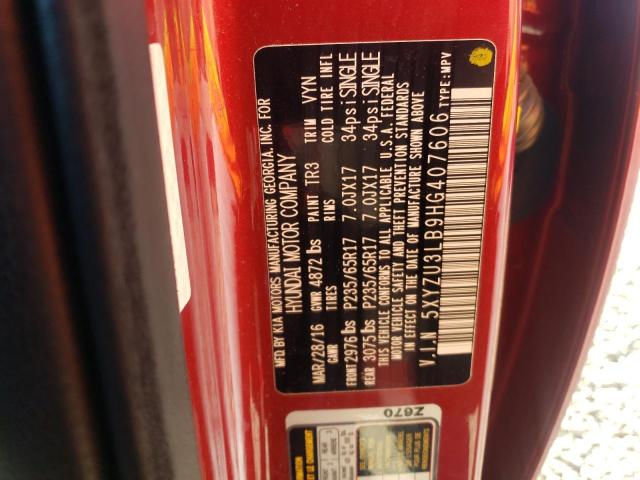 MFD BY KIA MOTORS MANUFACTURING GEORGIA, INC. FOR
HYUNDAI MOTOR COMPANY
MAR/28/16 GVWR 4872 lbs PAINT TR3 TRIM VYN
GAWR TIRES RIMS COLD TIRE INFL
FRONT 2976 lbs P235/65R17 7.0JX17 34psi SINGLE
REAR 3075 lbs P235/65R17 7.0JX17 34psi SINGLE
THIS VEHICLE CONFORMS TO ALL APPLICABLE U.S.A. FEDERAL
MOTOR VEHICLE SAFETY AND THEFT PREVENTION STANDARDS
IN EFFECT ON THE DATE OF MANUFACTURE SHOWN ABOVE
V.I.N 5XYZU3LB9HG407606 TYPE:MPV
Z670